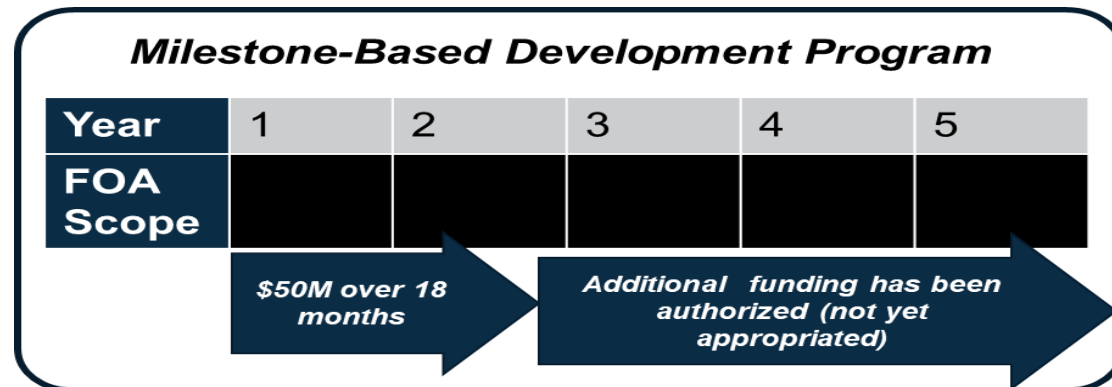 Milestone-Based Development Program
Year 1 2 3 4 5
FOA
Scope
$50M over 18
months
Additional funding has been
authorized (not yet
appropriated)